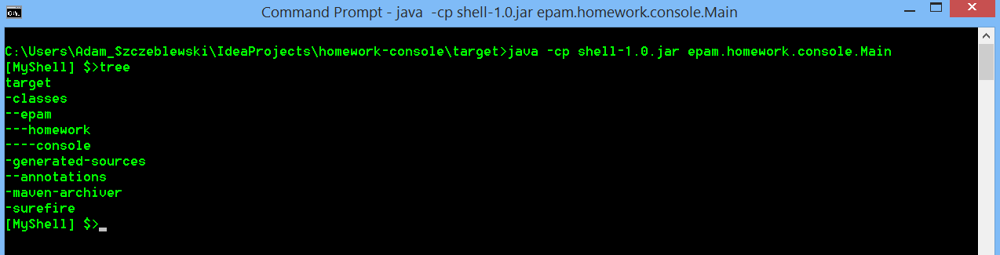 Command Prompt - java  -cp shell-1.0.jar epam.homework.console.Main
C:\Users\Adam_Szczeblewski\IdeaProjects\homework-console\target>java -cp shell-1.0.jar epam.homework.console.Main
[MyShell] $>tree
target
-classes
--epam
---homework
----console
-generated-sources
--annotations
-maven-archiver
-surefire
[MyShell] $>